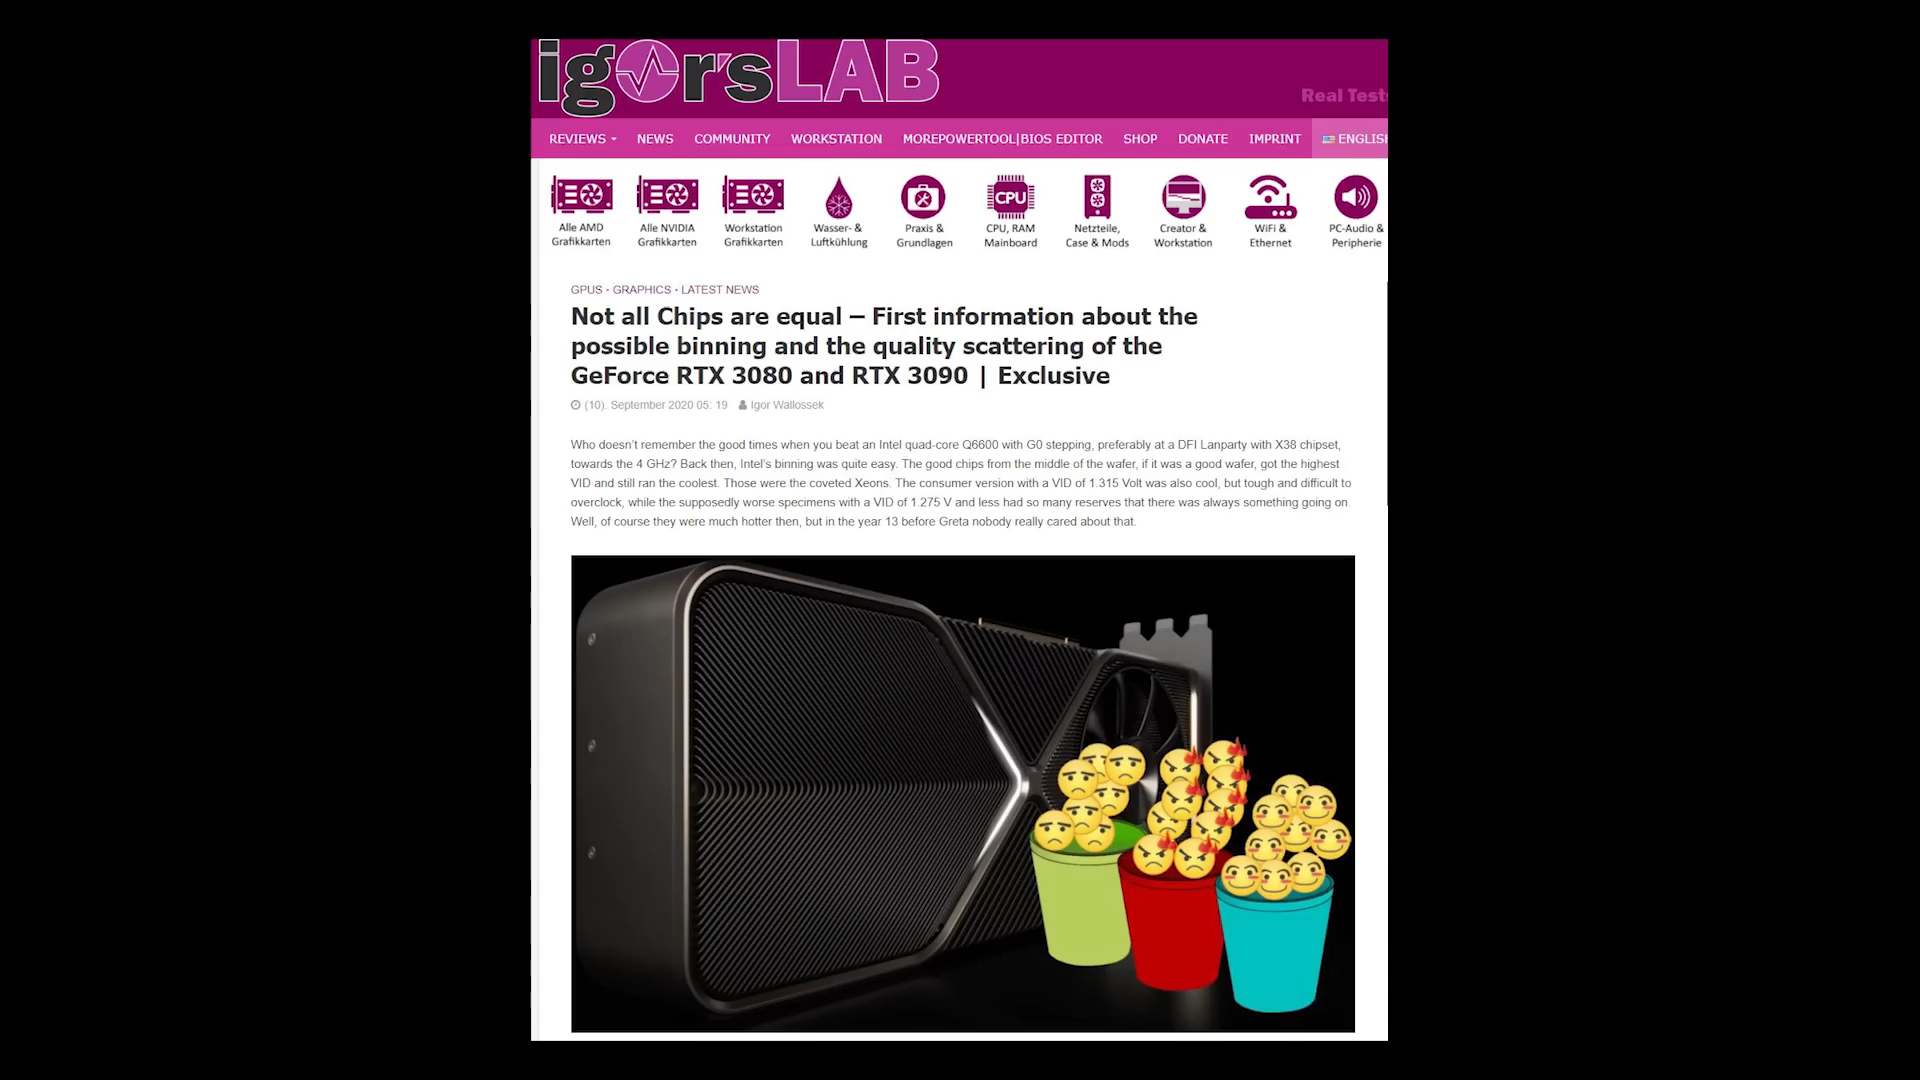 igor'sLAB
Real Tests
REVIEWS NEWS COMMUNITY WORKSTATION MOREPOWERTOOL|BIOS EDITOR SHOP DONATE IMPRINT ENGLISH
Alle AMD Grafikkarten
Alle NVIDIA Grafikkarten
Workstation Grafikkarten
Wasser- & Luftkühlung
Praxis & Grundlagen
CPU
CPU, RAM Mainboard
Netzteile, Case & Mods
Creator & Workstation
WiFi & Ethernet
PC-Audio & Peripherie
GPUS • GRAPHICS • LATEST NEWS
Not all Chips are equal – First information about the
possible binning and the quality scattering of the
GeForce RTX 3080 and RTX 3090 | Exclusive
(10). September 2020 05: 19 Igor Wallossek
Who doesn't remember the good times when you beat an Intel quad-core Q6600 with G0 stepping, preferably at a DFI Lanparty with X38 chipset,
towards the 4 GHz? Back then, Intel's binning was quite easy. The good chips from the middle of the wafer, if it was a good wafer, got the highest
VID and still ran the coolest. Those were the coveted Xeons. The consumer version with a VID of 1.315 Volt was also cool, but tough and difficult to
overclock, while the supposedly worse specimens with a VID of 1.275 V and less had so many reserves that there was always something going on.
Well, of course they were much hotter then, but in the year 13 before Greta nobody really cared about that.